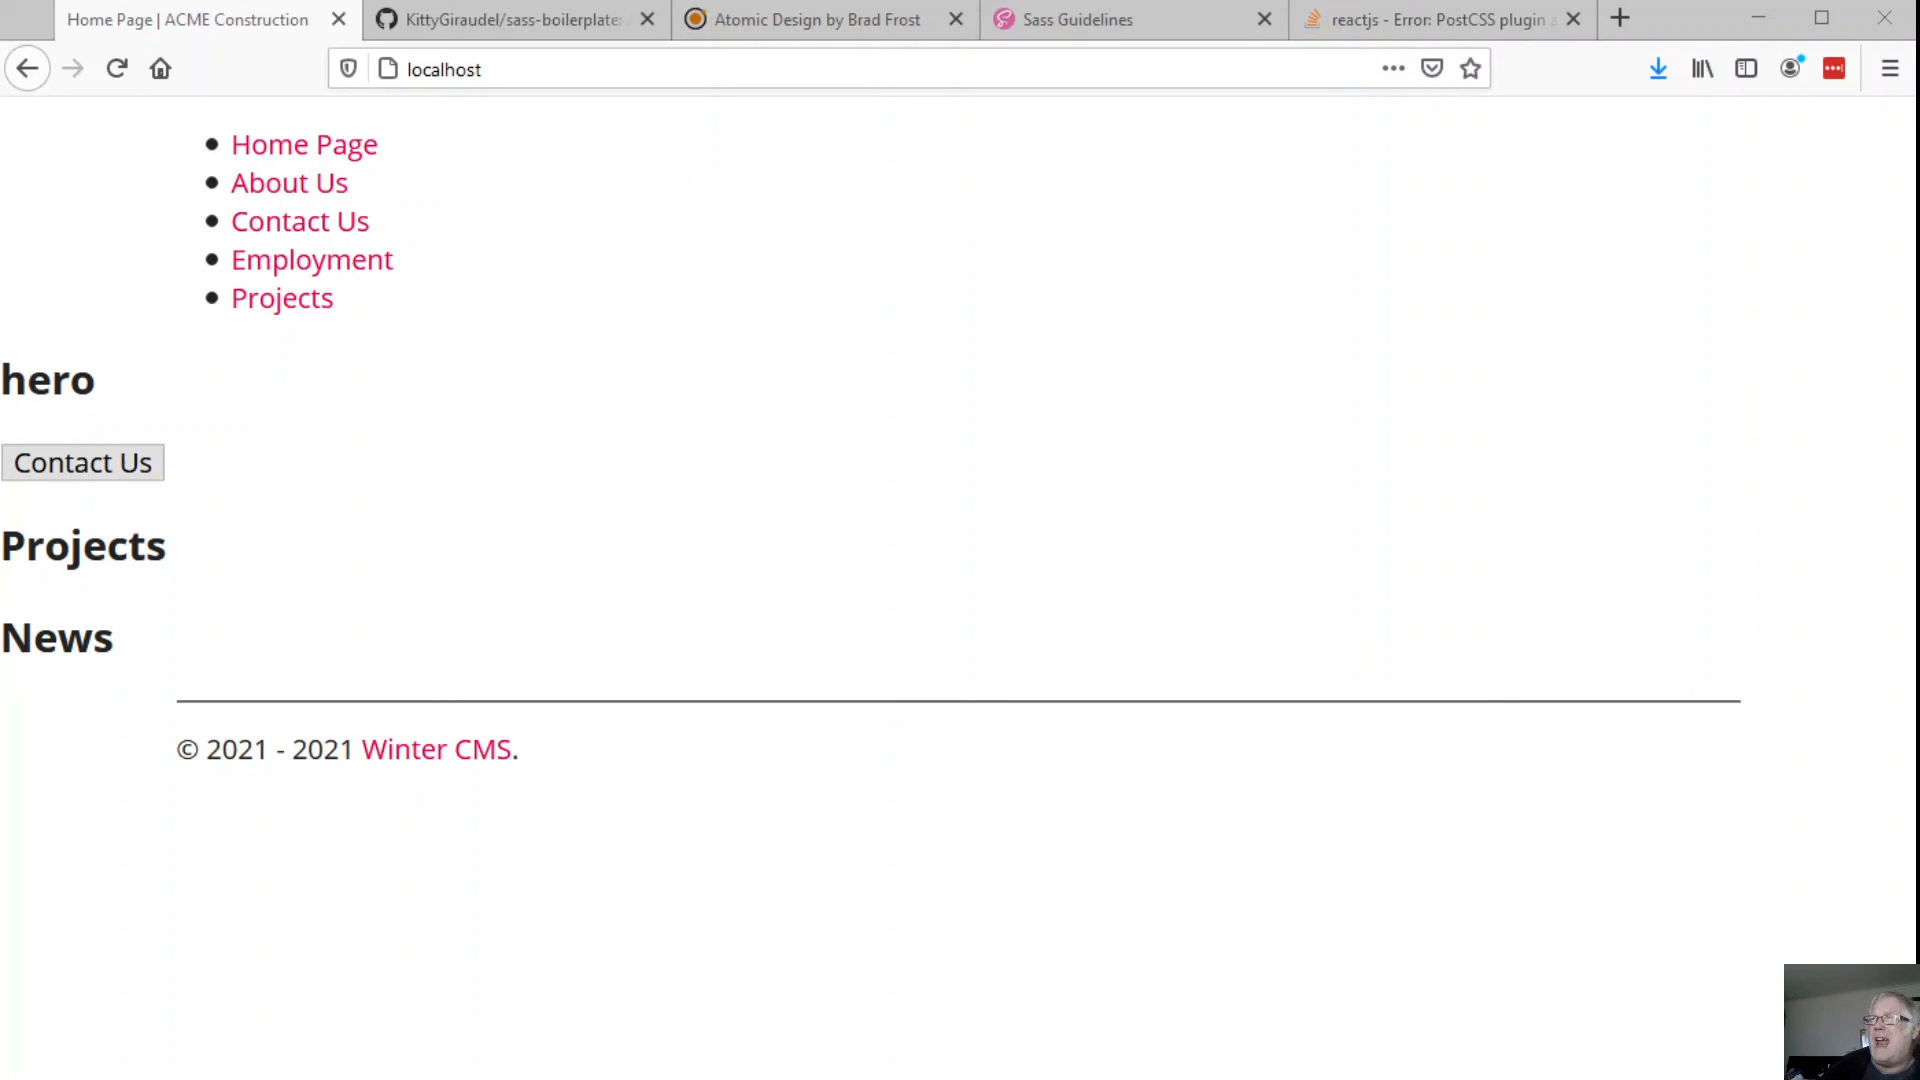 Home Page | ACME Construction
KittyGiraudel/sass-boilerplate:
Atomic Design by Brad Frost
Sass Guidelines
reactjs - Error: PostCSS plugin
localhost
Home Page
About Us
Contact Us
Employment
Projects
hero
Contact Us
Projects
News
© 2021 - 2021 Winter CMS.